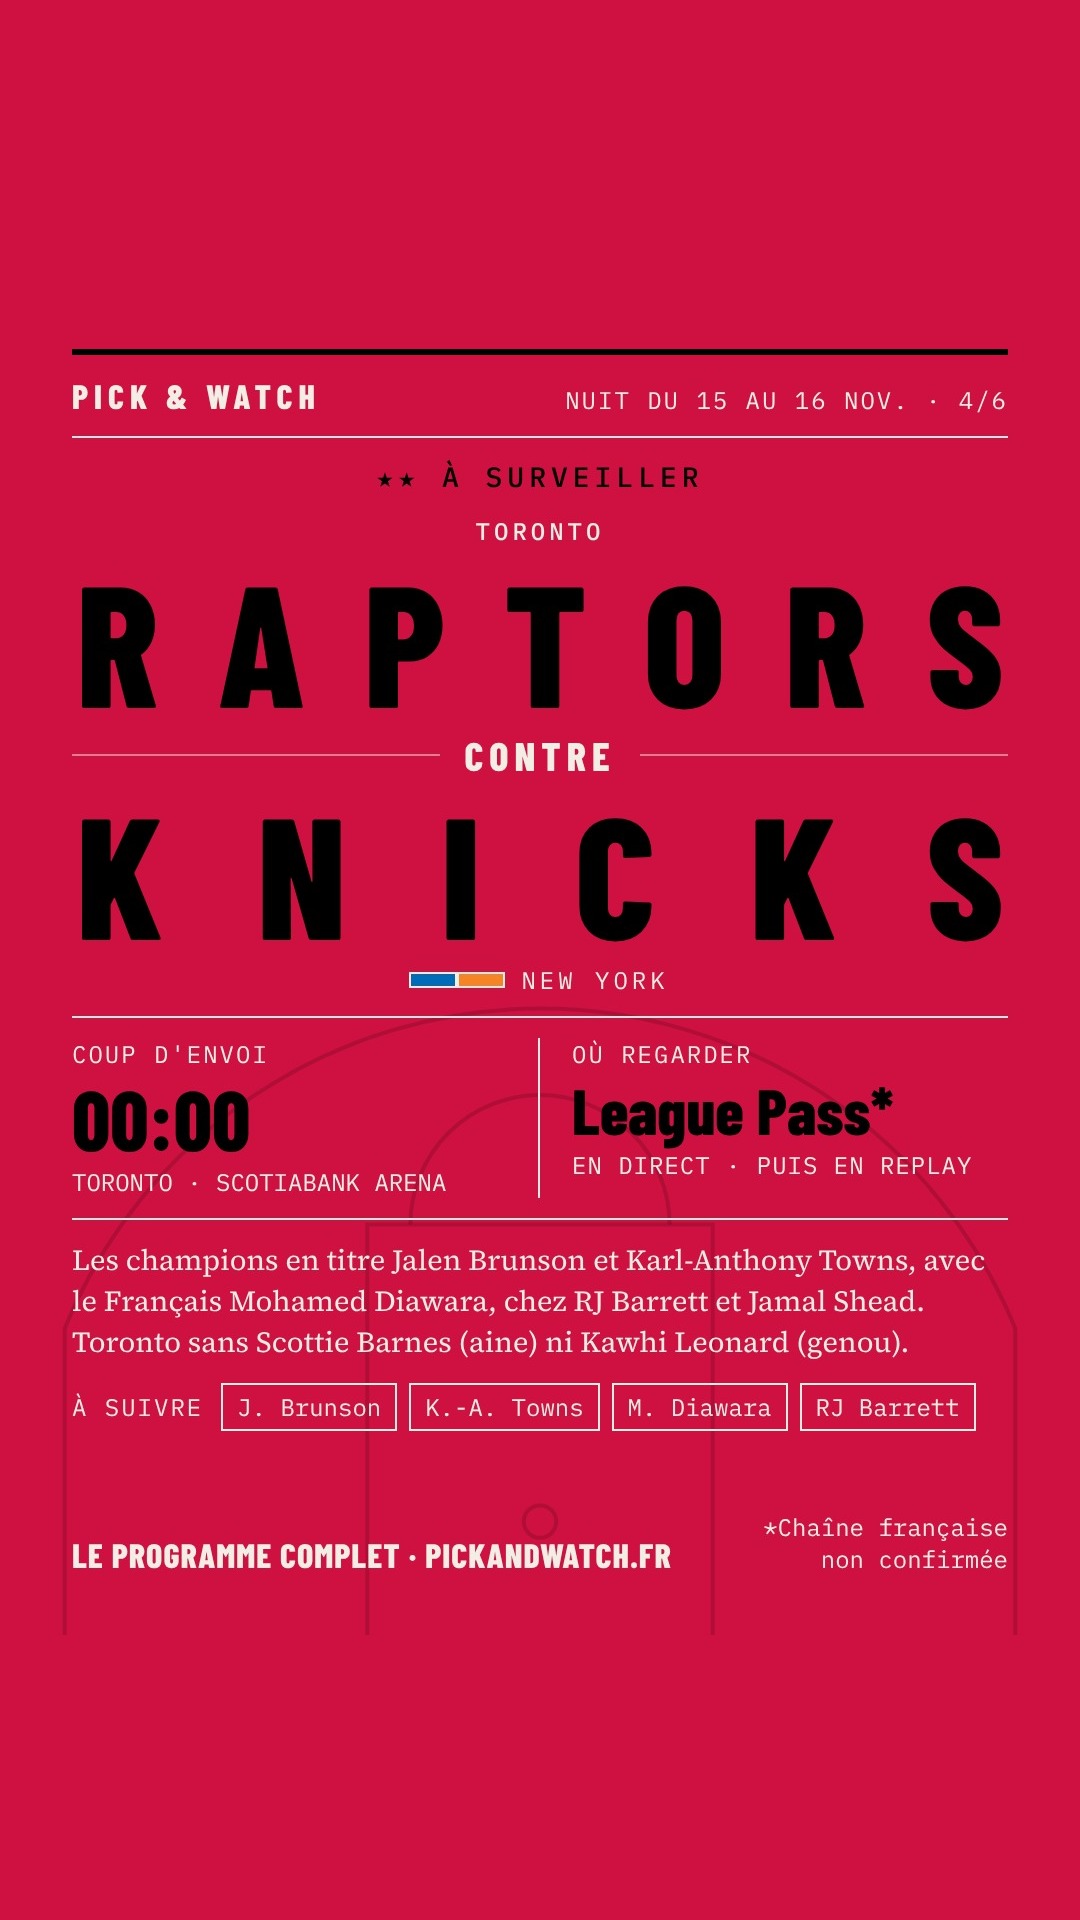 PICK & WATCH
NUIT DU 15 AU 16 NOV. · 4/6
★★ À SURVEILLER
TORONTO
RAPTORS
CONTRE
KNICKS
NEW YORK
COUP D'ENVOI
00:00
TORONTO · SCOTIABANK ARENA
OÙ REGARDER
League Pass*
EN DIRECT · PUIS EN REPLAY
Les champions en titre Jalen Brunson et Karl-Anthony Towns, avec
le Français Mohamed Diawara, chez RJ Barrett et Jamal Shead.
Toronto sans Scottie Barnes (aine) ni Kawhi Leonard (genou).
À SUIVRE J. Brunson K.-A. Towns M. Diawara RJ Barrett
LE PROGRAMME COMPLET · PICKANDWATCH.FR
*Chaîne française
non confirmée